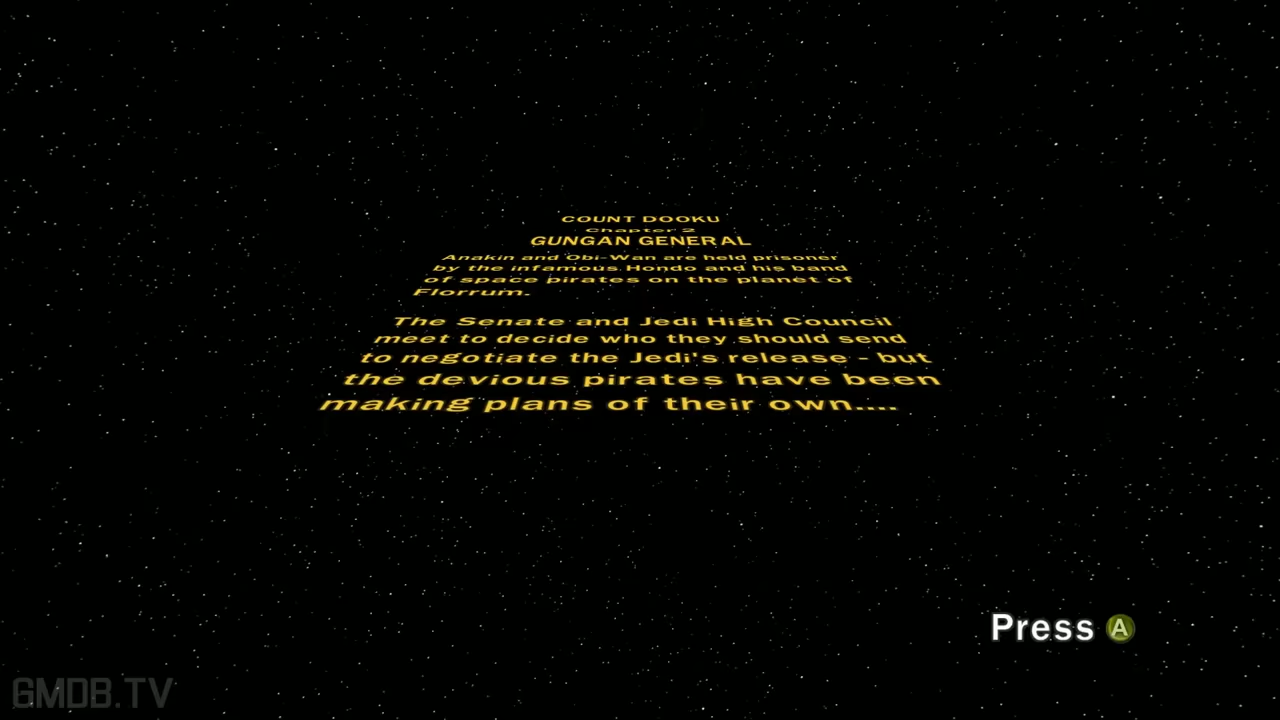 COUNT DOOKU
Chapter 2
GUNGAN GENERAL
Anakin and Obi-Wan are held prisoner
by the infamous Hondo and his band
of space pirates on the planet of
Florrum.
The Senate and Jedi High Council
meet to decide who they should send
to negotiate the Jedi's release - but
the devious pirates have been
making plans of their own....
Press A
GMDB.TV